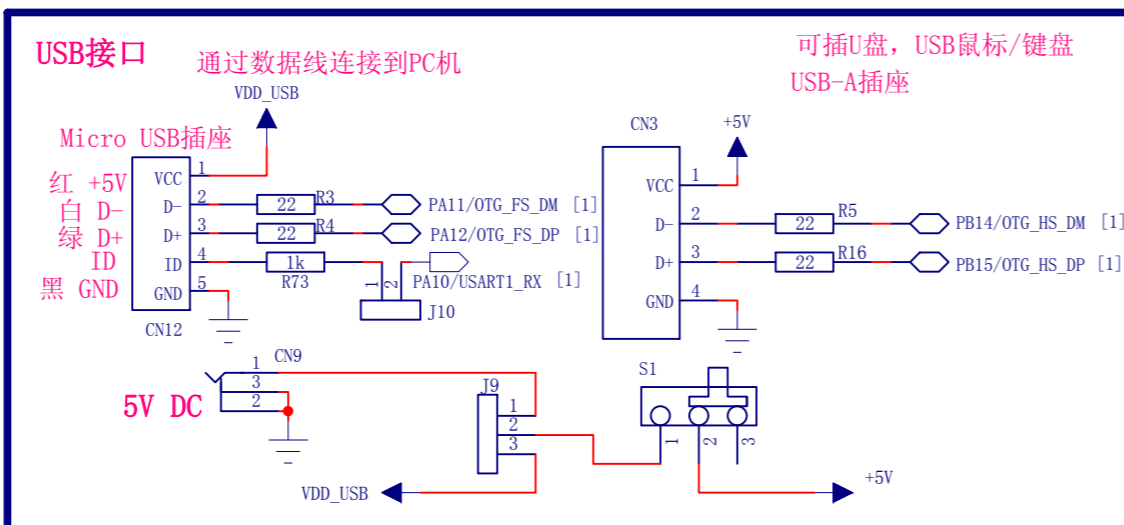 USB接口
通过数据线连接到PC机
可插U盘，USB鼠标/键盘
USB-A插座
VDD_USB
Micro USB插座
红 +5V
白 D-
绿 D+
ID
黑 GND
VCC 1
D- 2
D+ 3
ID 4
GND 5
CN12
22 R3
22 R4
1k
R73
PA11/OTG_FS_DM [1]
PA12/OTG_FS_DP [1]
PA10/USART1_RX [1]
1 2
J10
CN3
+5V
VCC 1
D- 2
D+ 3
GND 4
22 R5
22 R16
PB14/OTG_HS_DM [1]
PB15/OTG_HS_DP [1]
5V DC
CN9
1
3
2
J9
1
2
3
VDD_USB
S1
1 2 3
+5V